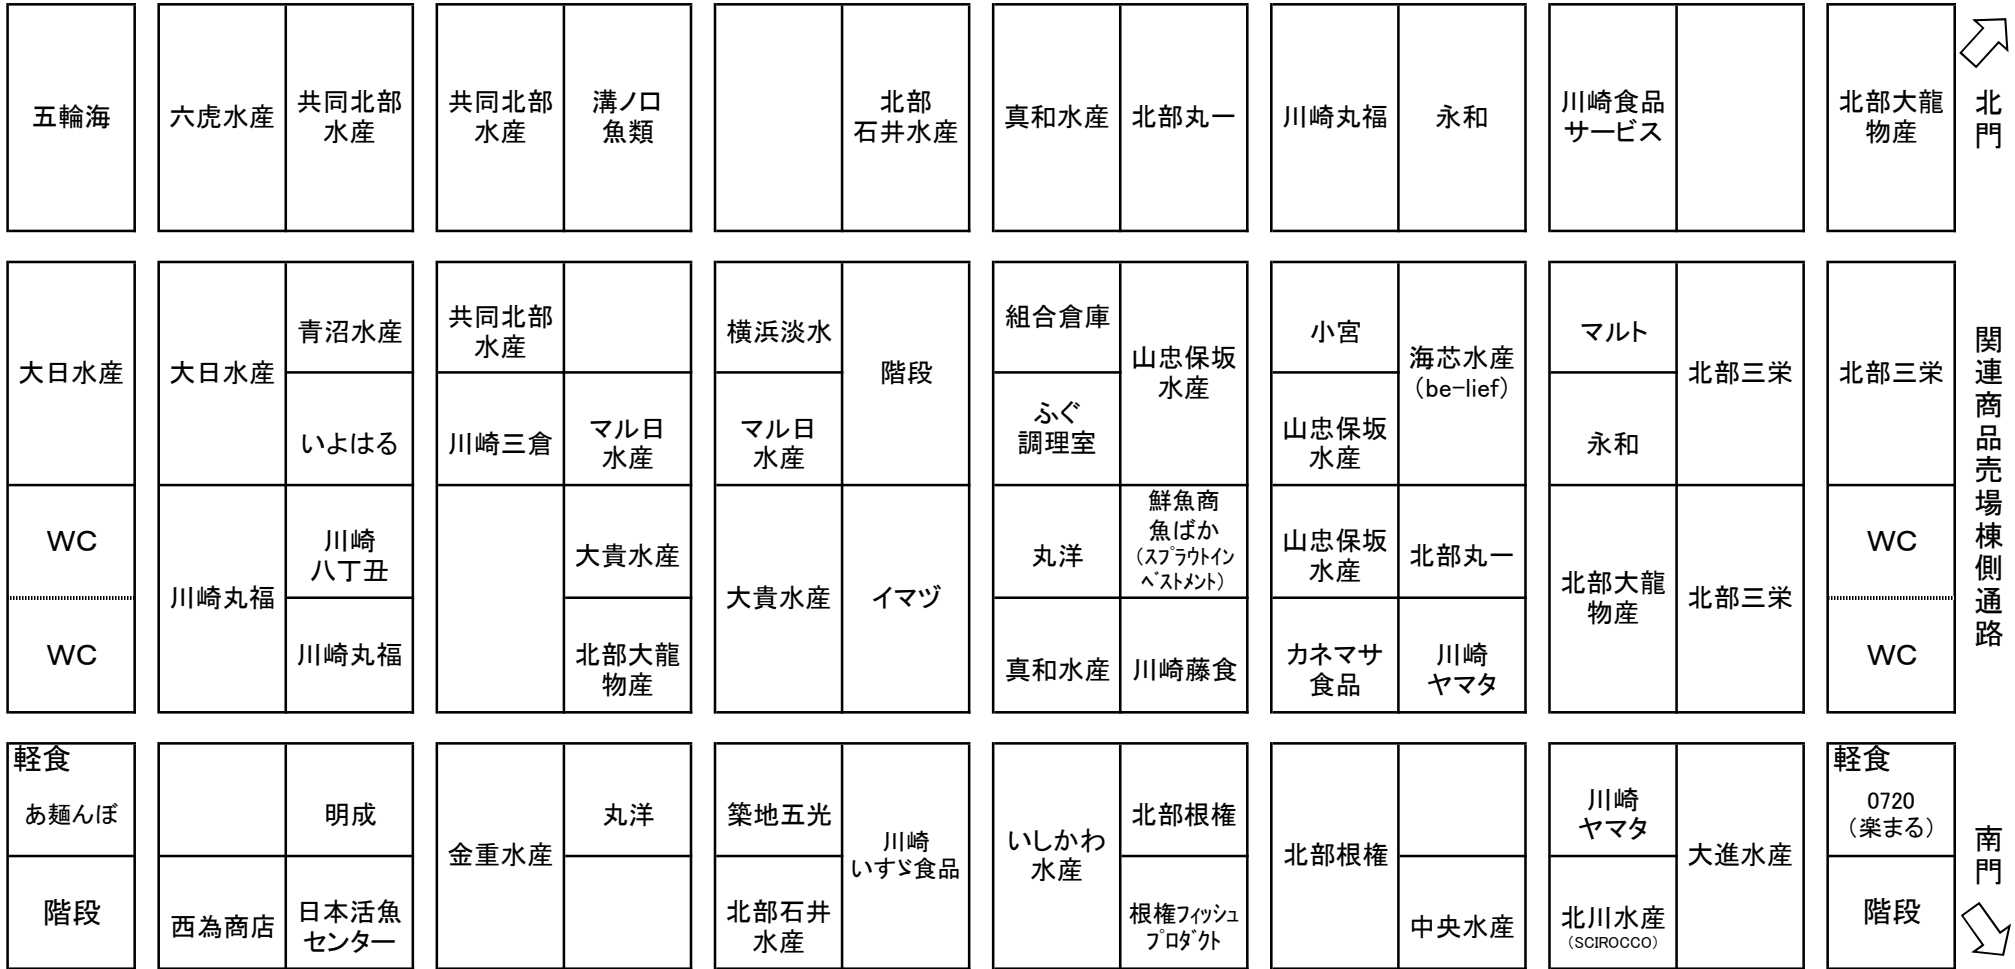 五輪海
六虎水産
共同北部
水産
共同北部
水産
溝ノ口
魚類
北部
石井水産
真和水産
北部丸一
川崎丸福
永和
川崎食品
サービス
北部大龍
物産
北門
大日水産
大日水産
青沼水産
いよはる
共同北部
水産
川崎三倉
マル日
水産
横浜淡水
マル日
水産
階段
組合倉庫
ふぐ
調理室
山忠保坂
水産
小宮
山忠保坂
水産
海芯水産
(be-lief)
マルト
永和
北部三栄
北部三栄
関連商品売場棟側通路
WC
WC
川崎丸福
川崎
八丁丑
川崎丸福
大貴水産
北部大龍
物産
大貴水産
イマヅ
丸洋
真和水産
鮮魚商
魚ばか
(ｽﾌﾟﾗｳﾄｲﾝ
ﾍﾞｽﾄﾒﾝﾄ)
川崎藤食
山忠保坂
水産
カネマサ
食品
北部丸一
川崎
ヤマタ
北部大龍
物産
北部三栄
WC
WC
軽食
あ麺んぼ
階段
西為商店
明成
日本活魚
センター
金重水産
丸洋
築地五光
北部石井
水産
川崎
いすゞ食品
いしかわ
水産
北部根権
根権ﾌｨｯｼｭ
ﾌﾟﾛﾀﾞｸﾄ
北部根権
中央水産
川崎
ヤマタ
北川水産
(SCIROCCO)
大進水産
軽食
0720
(楽まる)
階段
南門